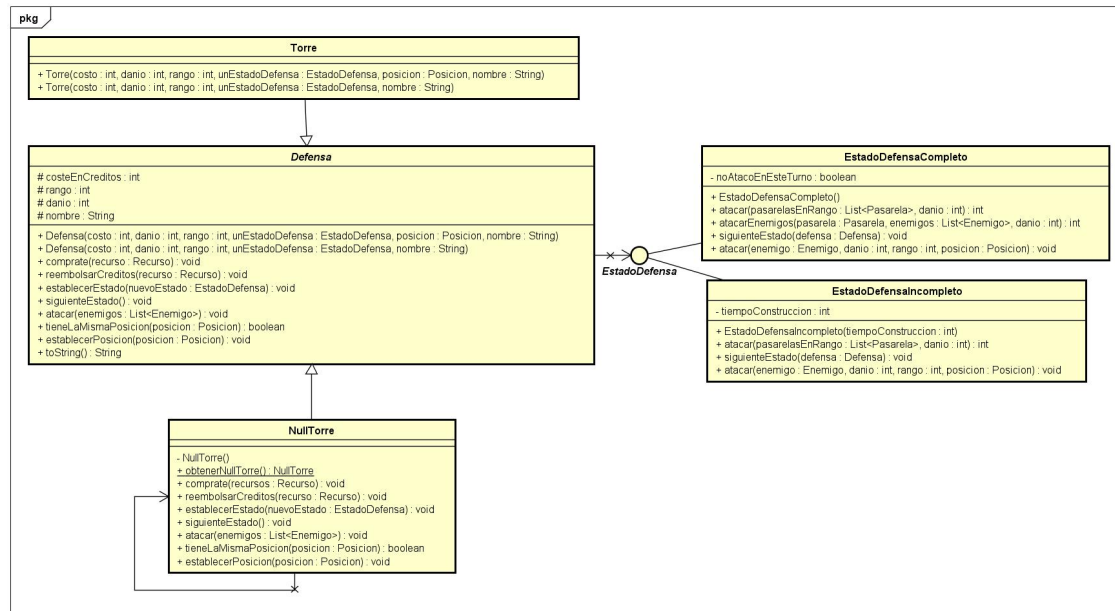 pkg
Torre
+ Torre(costo : int, danio : int, rango : int, unEstadoDefensa : EstadoDefensa, posicion : Posicion, nombre : String)
+ Torre(costo : int, danio : int, rango : int, unEstadoDefensa : EstadoDefensa, nombre : String)
Defensa
# costeEnCreditos : int
# rango : int
# danio : int
# nombre : String
+ Defensa(costo : int, danio : int, rango : int, unEstadoDefensa : EstadoDefensa, posicion : Posicion, nombre : String)
+ Defensa(costo : int, danio : int, rango : int, unEstadoDefensa : EstadoDefensa, nombre : String)
+ comprate(recurso : Recurso) : void
+ reembolsarCreditos(recurso : Recurso) : void
+ establecerEstado(nuevoEstado : EstadoDefensa) : void
+ siguienteEstado() : void
+ atacar(enemigos : List<Enemigo>) : void
+ tieneLaMismaPosicion(posicion : Posicion) : boolean
+ establecerPosicion(posicion : Posicion) : void
+ toString() : String
EstadoDefensa
EstadoDefensaCompleto
- noAtacoEnEsteTurno : boolean
+ EstadoDefensaCompleto()
+ atacar(pasarelasEnRango : List<Pasarela>, danio : int) : int
+ atacarEnemigos(pasarela : Pasarela, enemigos : List<Enemigo>, danio : int) : int
+ siguienteEstado(defensa : Defensa) : void
+ atacar(enemigo : Enemigo, danio : int, rango : int, posicion : Posicion) : void
EstadoDefensaIncompleto
- tiempoConstruccion : int
+ EstadoDefensaIncompleto(tiempoConstruccion : int)
+ atacar(pasarelasEnRango : List<Pasarela>, danio : int) : int
+ siguienteEstado(defensa : Defensa) : void
+ atacar(enemigo : Enemigo, danio : int, rango : int, posicion : Posicion) : void
NullTorre
- NullTorre()
+ obtenerNullTorre() : NullTorre
+ comprate(recursos : Recurso) : void
+ reembolsarCreditos(recurso : Recurso) : void
+ establecerEstado(nuevoEstado : EstadoDefensa) : void
+ siguienteEstado() : void
+ atacar(enemigos : List<Enemigo>) : void
+ tieneLaMismaPosicion(posicion : Posicion) : boolean
+ establecerPosicion(posicion : Posicion) : void